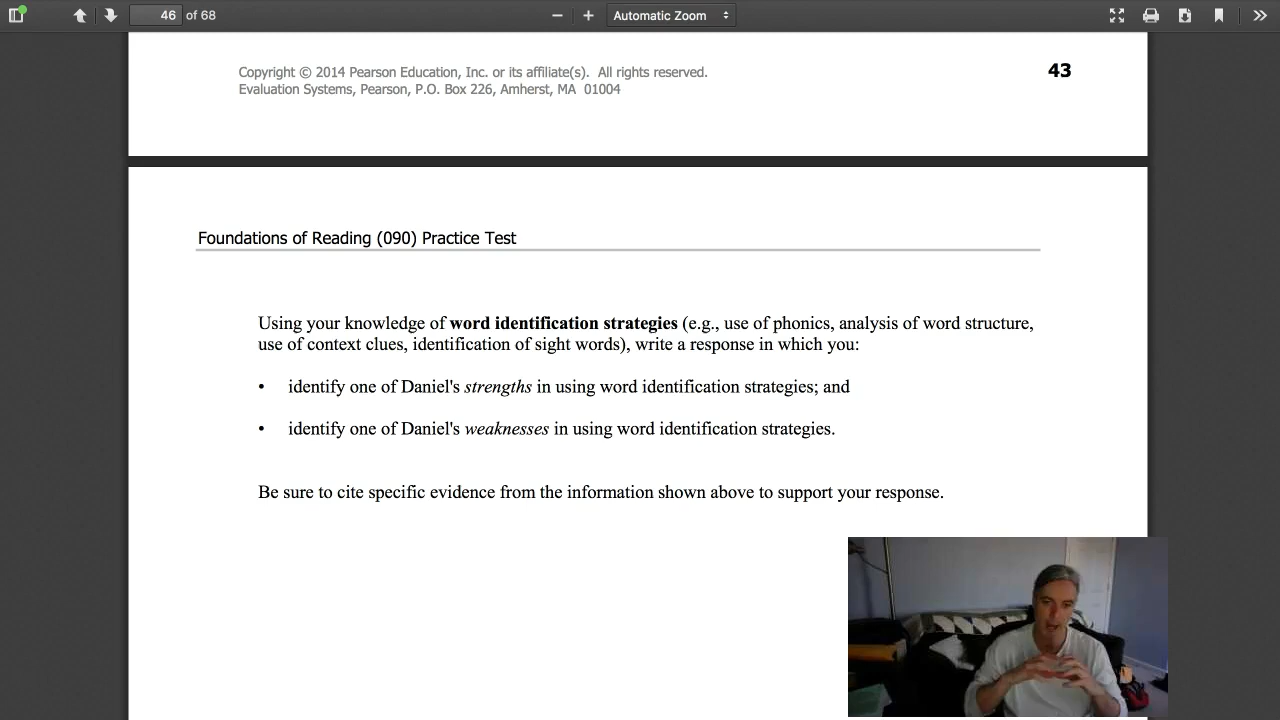 46 of 68
Automatic Zoom
Copyright © 2014 Pearson Education, Inc. or its affiliate(s). All rights reserved.
43
Evaluation Systems, Pearson, P.O. Box 226, Amherst, MA 01004
Foundations of Reading (090) Practice Test
Using your knowledge of word identification strategies (e.g., use of phonics, analysis of word structure,
use of context clues, identification of sight words), write a response in which you:
• identify one of Daniel's strengths in using word identification strategies; and
• identify one of Daniel's weaknesses in using word identification strategies.
Be sure to cite specific evidence from the information shown above to support your response.